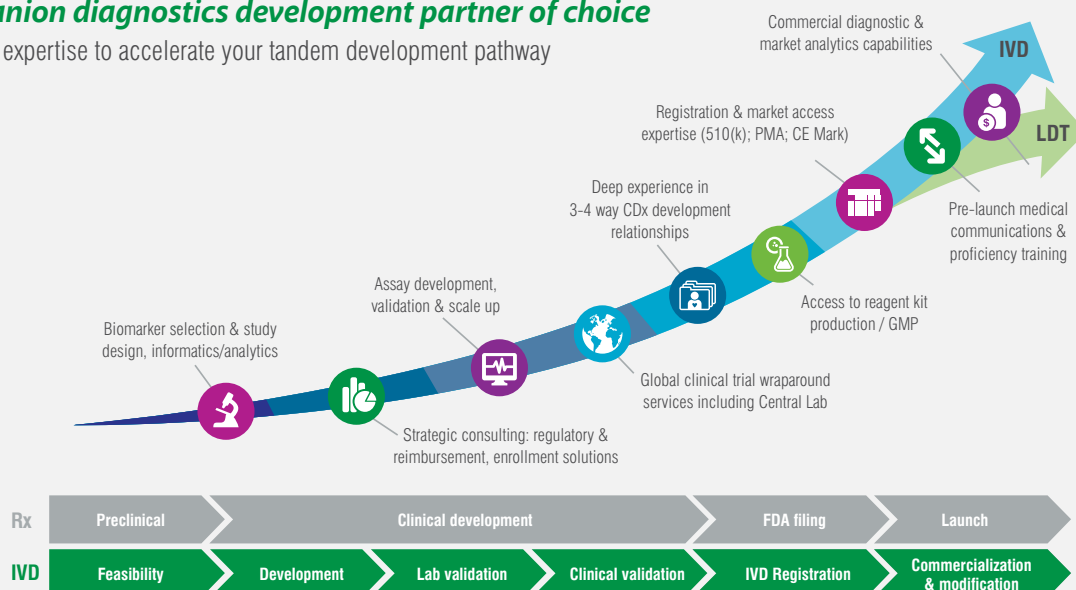 diagnostics development partner of choice
expertise to accelerate your tandem development pathway
Commercial diagnostic &
market analytics capabilities
IVD
Registration & market access
expertise (510(k); PMA; CE Mark)
LDT
$
Deep experience in
3-4 way CDx development
relationships
Pre-launch medical
communications &
proficiency training
Assay development,
validation & scale up
Access to reagent kit
production / GMP
Biomarker selection & study
design, informatics/analytics
Global clinical trial wraparound
services including Central Lab
Strategic consulting: regulatory &
reimbursement, enrollment solutions
Rx Preclinical Clinical development FDA filing Launch
IVD Feasibility Development Lab validation Clinical validation IVD Registration Commercialization
& modification